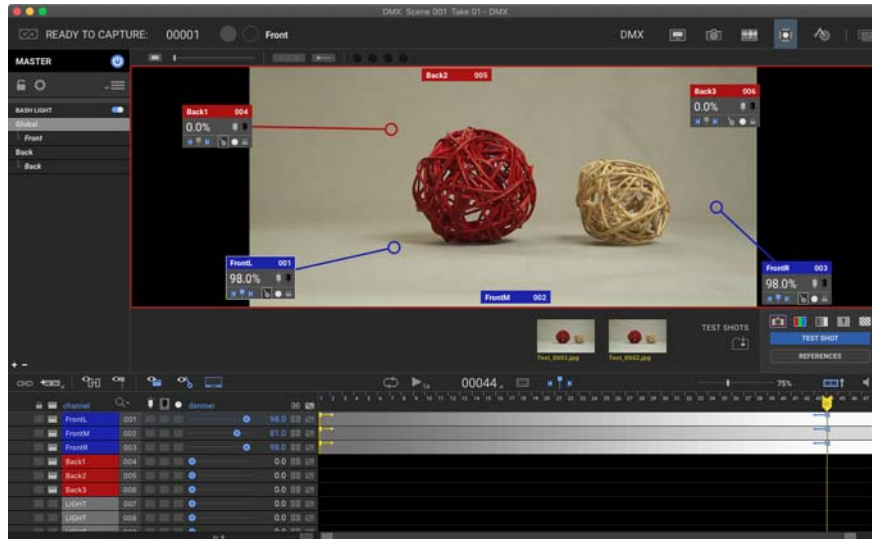 DMX Scene 001 Take 01 - DMX
READY TO CAPTURE: 00001 Front DMX
MASTER
BASH LIGHT
Global
Front
Back
Back
Back1 004
0.0%
Back2 005
Back3 006
0.0%
FrontL 001
98.0%
FrontM 002
FrontR 003
98.0%
Test_0001.jpg
Test_0002.jpg
TEST SHOTS
TEST SHOT
REFERENCES
00044
75%
channel dimmer
FrontL 001 98.0
FrontM 002 81.0
FrontR 003 98.0
Back1 004 0.0
Back2 005 0.0
Back3 006 0.0
LIGHT 007 0.0
LIGHT 008 0.0